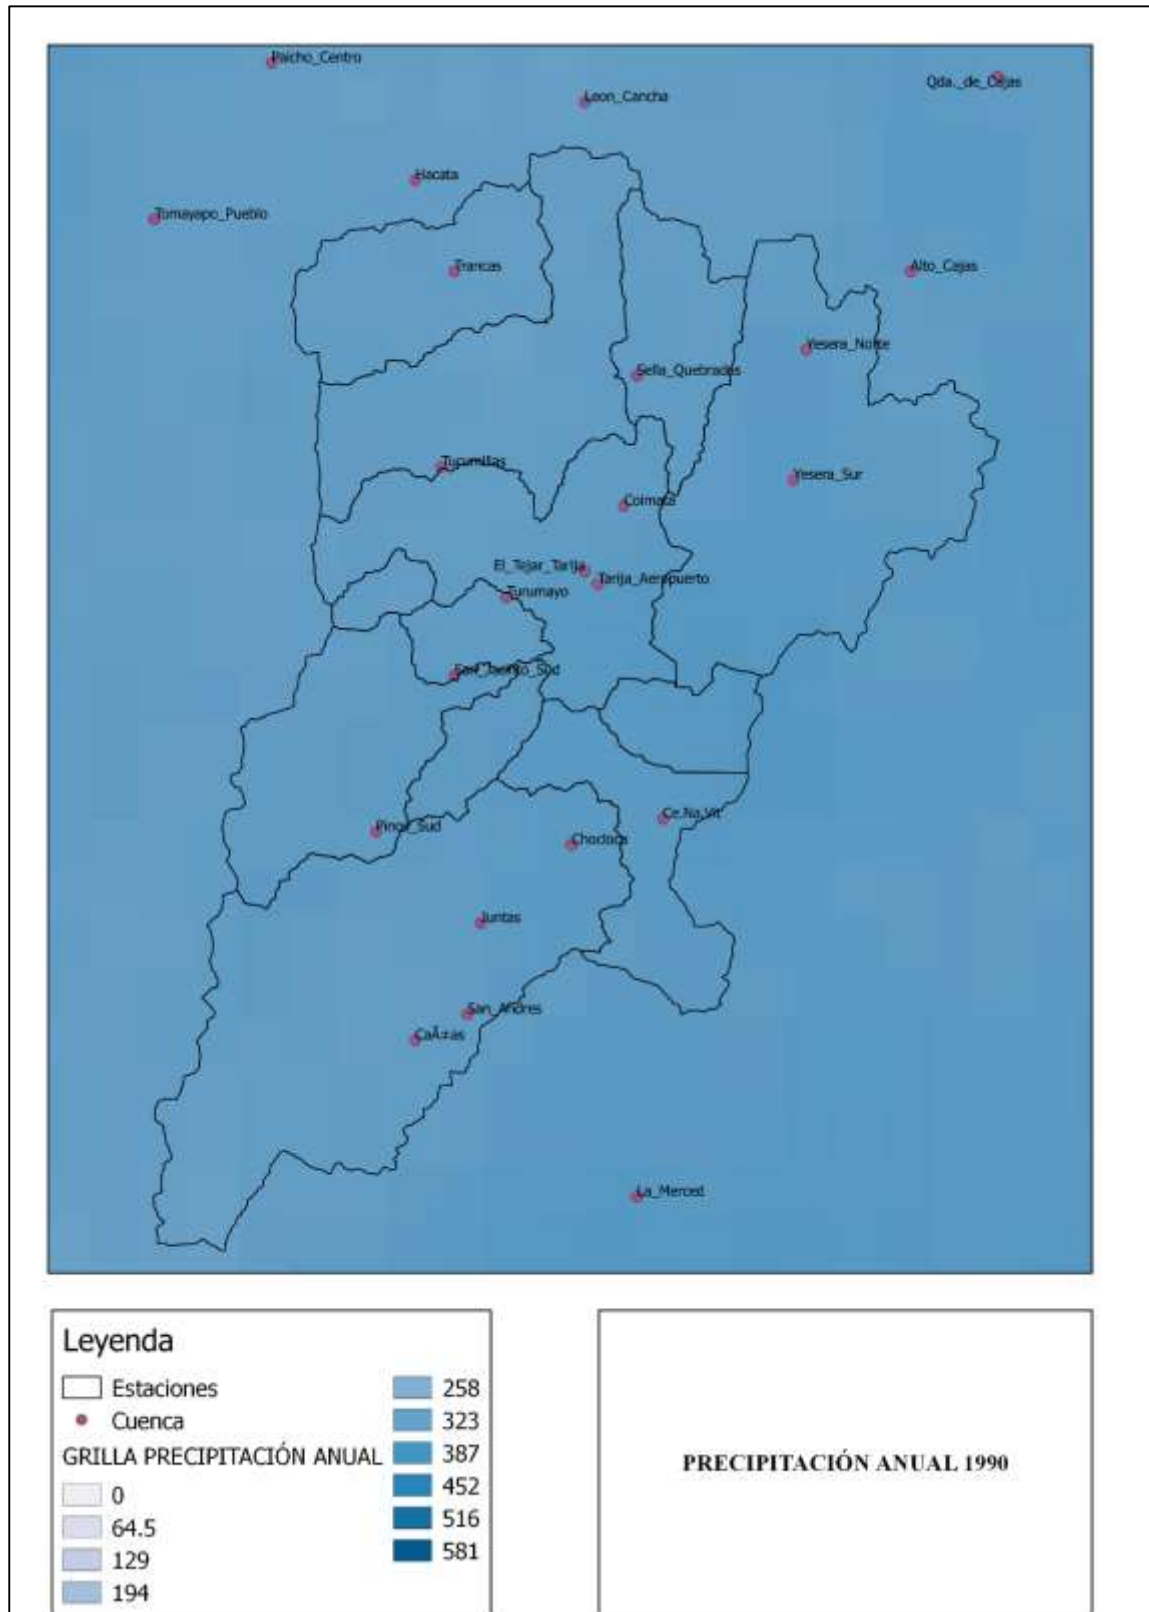 Paicho_Centro
Qda._de_Cajas
Leon_Cancha
Hacata
Tomayapo_Pueblo
Trancas
Alto_Cajas
Yesera_Norte
Sella_Quebradas
Tucumillas
Yesera_Sur
Coimata
El_Tejar_Tarija
Tarija_Aeropuerto
Turumayo
San_Jacinto_Sud
Ce.Na.Vit
Pinos_Sud
Chocloca
Juntas
San_Andres
CaÃ±as
La_Merced
Leyenda
Estaciones
Cuenca
GRILLA PRECIPITACIÓN ANUAL
0
64.5
129
194
258
323
387
452
516
581
PRECIPITACIÓN ANUAL 1990